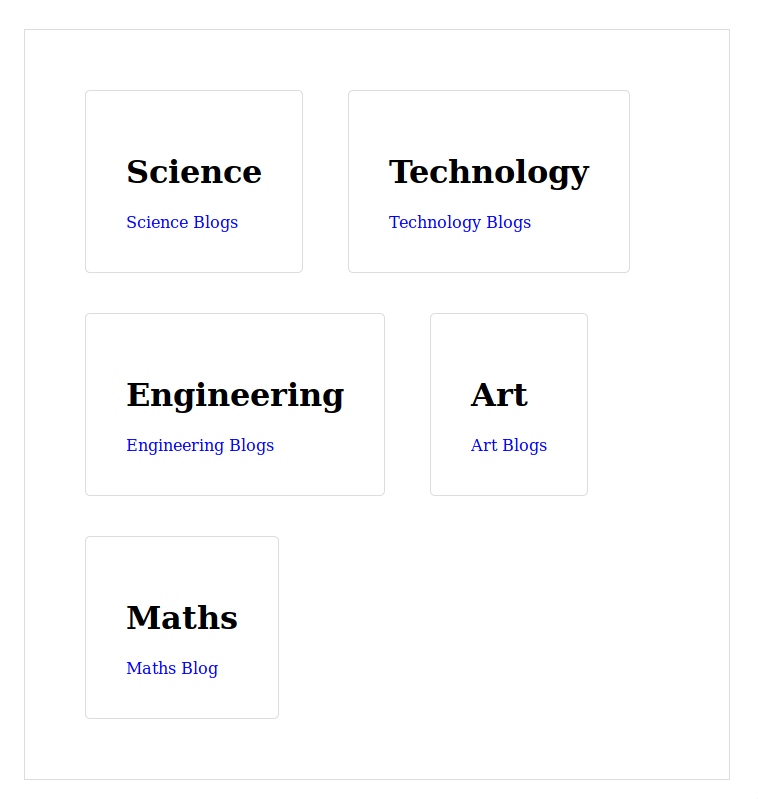 Science
Science Blogs
Technology
Technology Blogs
Engineering
Engineering Blogs
Art
Art Blogs
Maths
Maths Blog